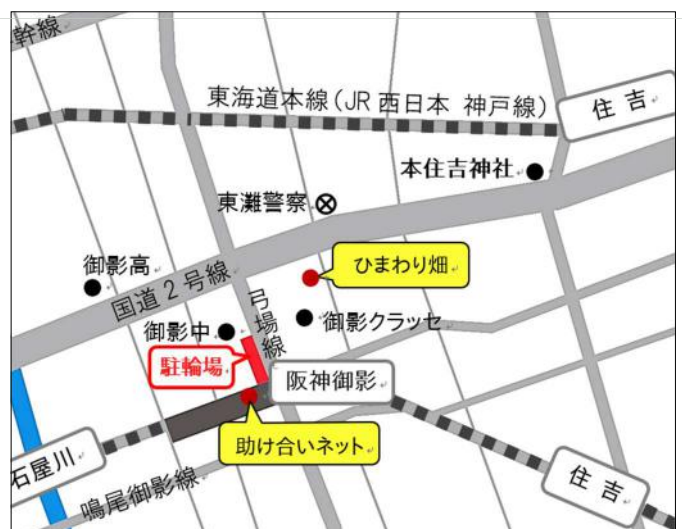 幹線
東海道本線(JR西日本 神戸線)
住吉
本住吉神社
東灘警察
ひまわり畑
御影高
国道2号線
弓場線
御影クラッセ
御影中
駐輪場
阪神御影
助け合いネット
石屋川
住吉
鳴尾御影線